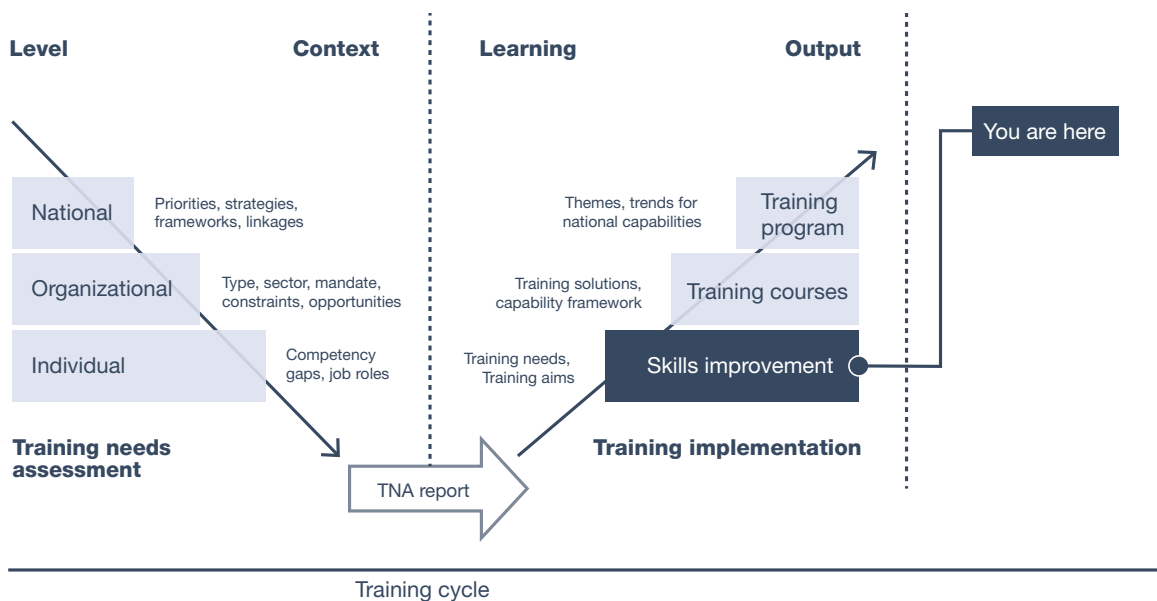 Level
Context
Learning
Output
You are here
National
Priorities, strategies,
frameworks, linkages
Themes, trends for
national capabilities
Training
program
Organizational
Type, sector, mandate,
constraints, opportunities
Training solutions,
capability framework
Training courses
Individual
Competency
gaps, job roles
Training needs,
Training aims
Skills improvement
Training needs
assessment
Training implementation
TNA report
Training cycle